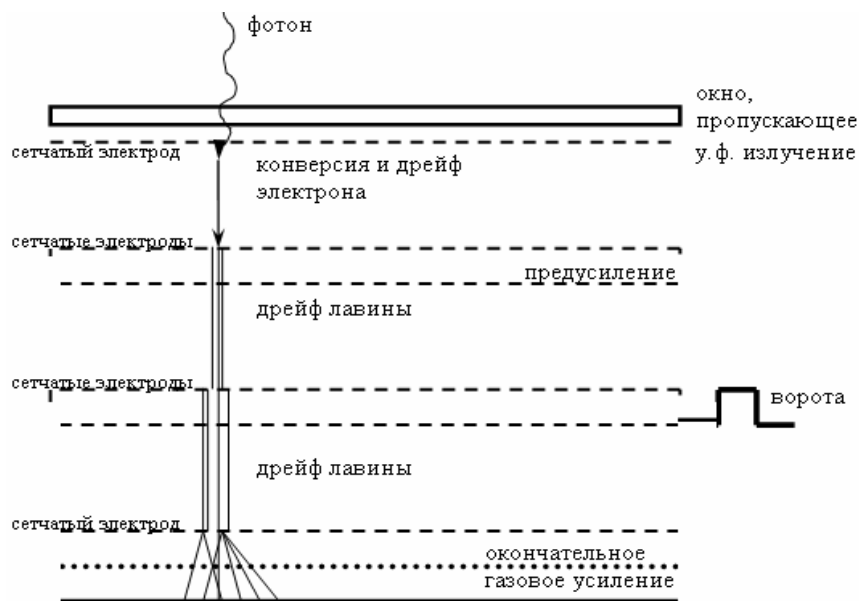 фотон
окно,
пропускающее
у.ф. излучение
сетчатый электрод
конверсия и дрейф
электрона
сетчатые электроды
предусиление
дрейф лавины
сетчатые электроды
ворота
дрейф лавины
сетчатый электрод
окончательное
газовое усиление